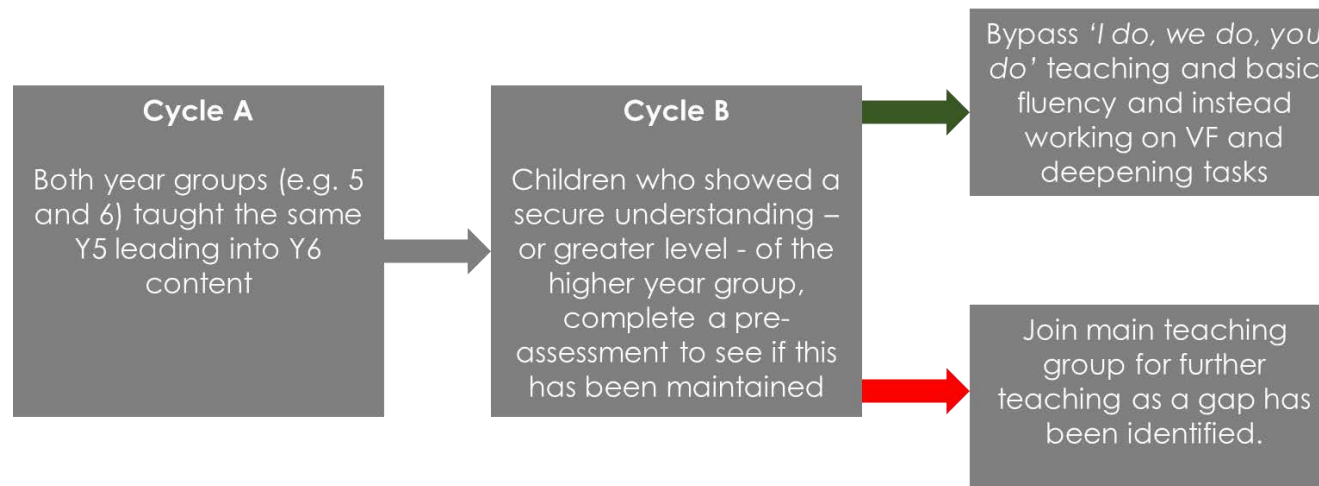 Cycle A
Both year groups (e.g. 5
and 6) taught the same
Y5 leading into Y6
content
Cycle B
Children who showed a
secure understanding –
or greater level - of the
higher year group,
complete a pre-
assessment to see if this
has been maintained
Bypass ‘I do, we do, you
do’ teaching and basic
fluency and instead
working on VF and
deepening tasks
Join main teaching
group for further
teaching as a gap has
been identified.